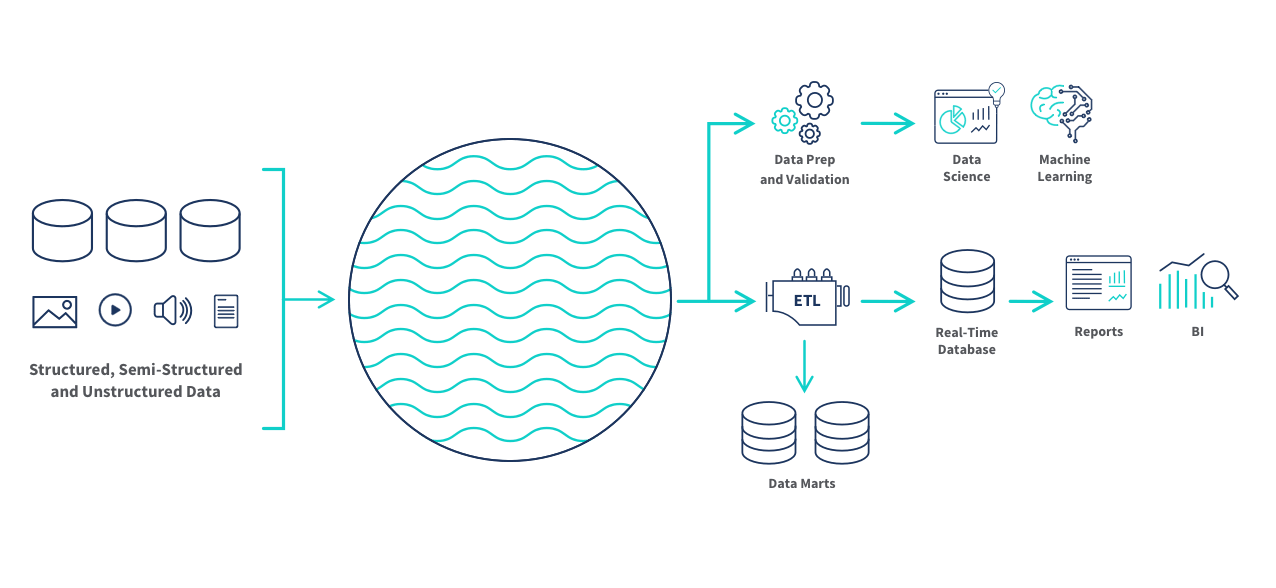 Structured, Semi-Structured
and Unstructured Data
Data Prep
and Validation
Data
Science
Machine
Learning
ETL
Real-Time
Database
Reports
BI
Data Marts